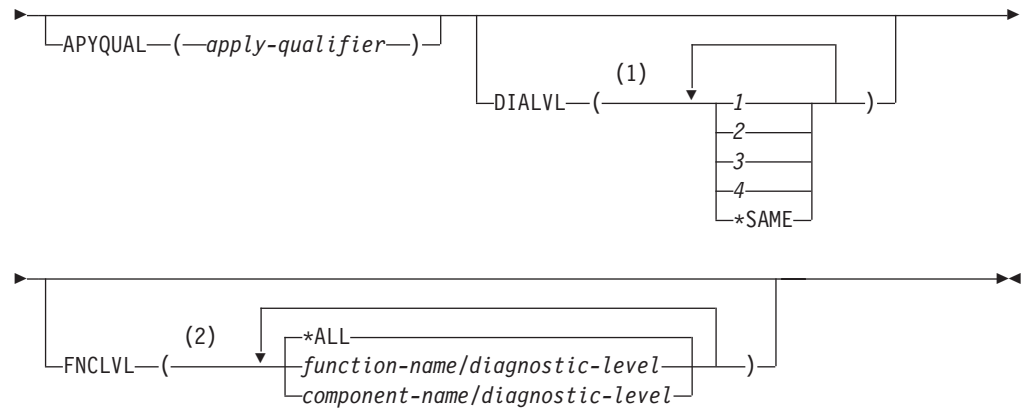 APYQUAL ( apply-qualifier )
(1)
DIALVL ( 1 )
2
3
4
*SAME
(2)
*ALL
FNCLVL ( function-name/diagnostic-level )
component-name/diagnostic-level